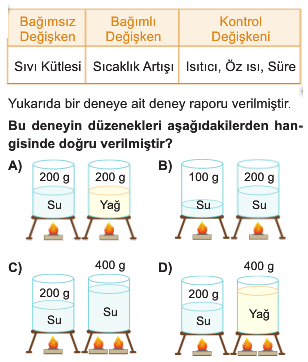 Bağımsız Değişken
Bağımlı Değişken
Kontrol Değişkeni
Sıvı Kütlesi
Sıcaklık Artışı
Isıtıcı, Öz ısı, Süre
Yukarıda bir deneye ait deney raporu verilmiştir.
Bu deneyin düzenekleri aşağıdakilerden han-
gisinde doğru verilmiştir?
A)
200 g
200 g
Su
Yağ
B)
100 g
200 g
Su
Su
C)
400 g
200 g
Su
Su
D)
400 g
200 g
Su
Yağ